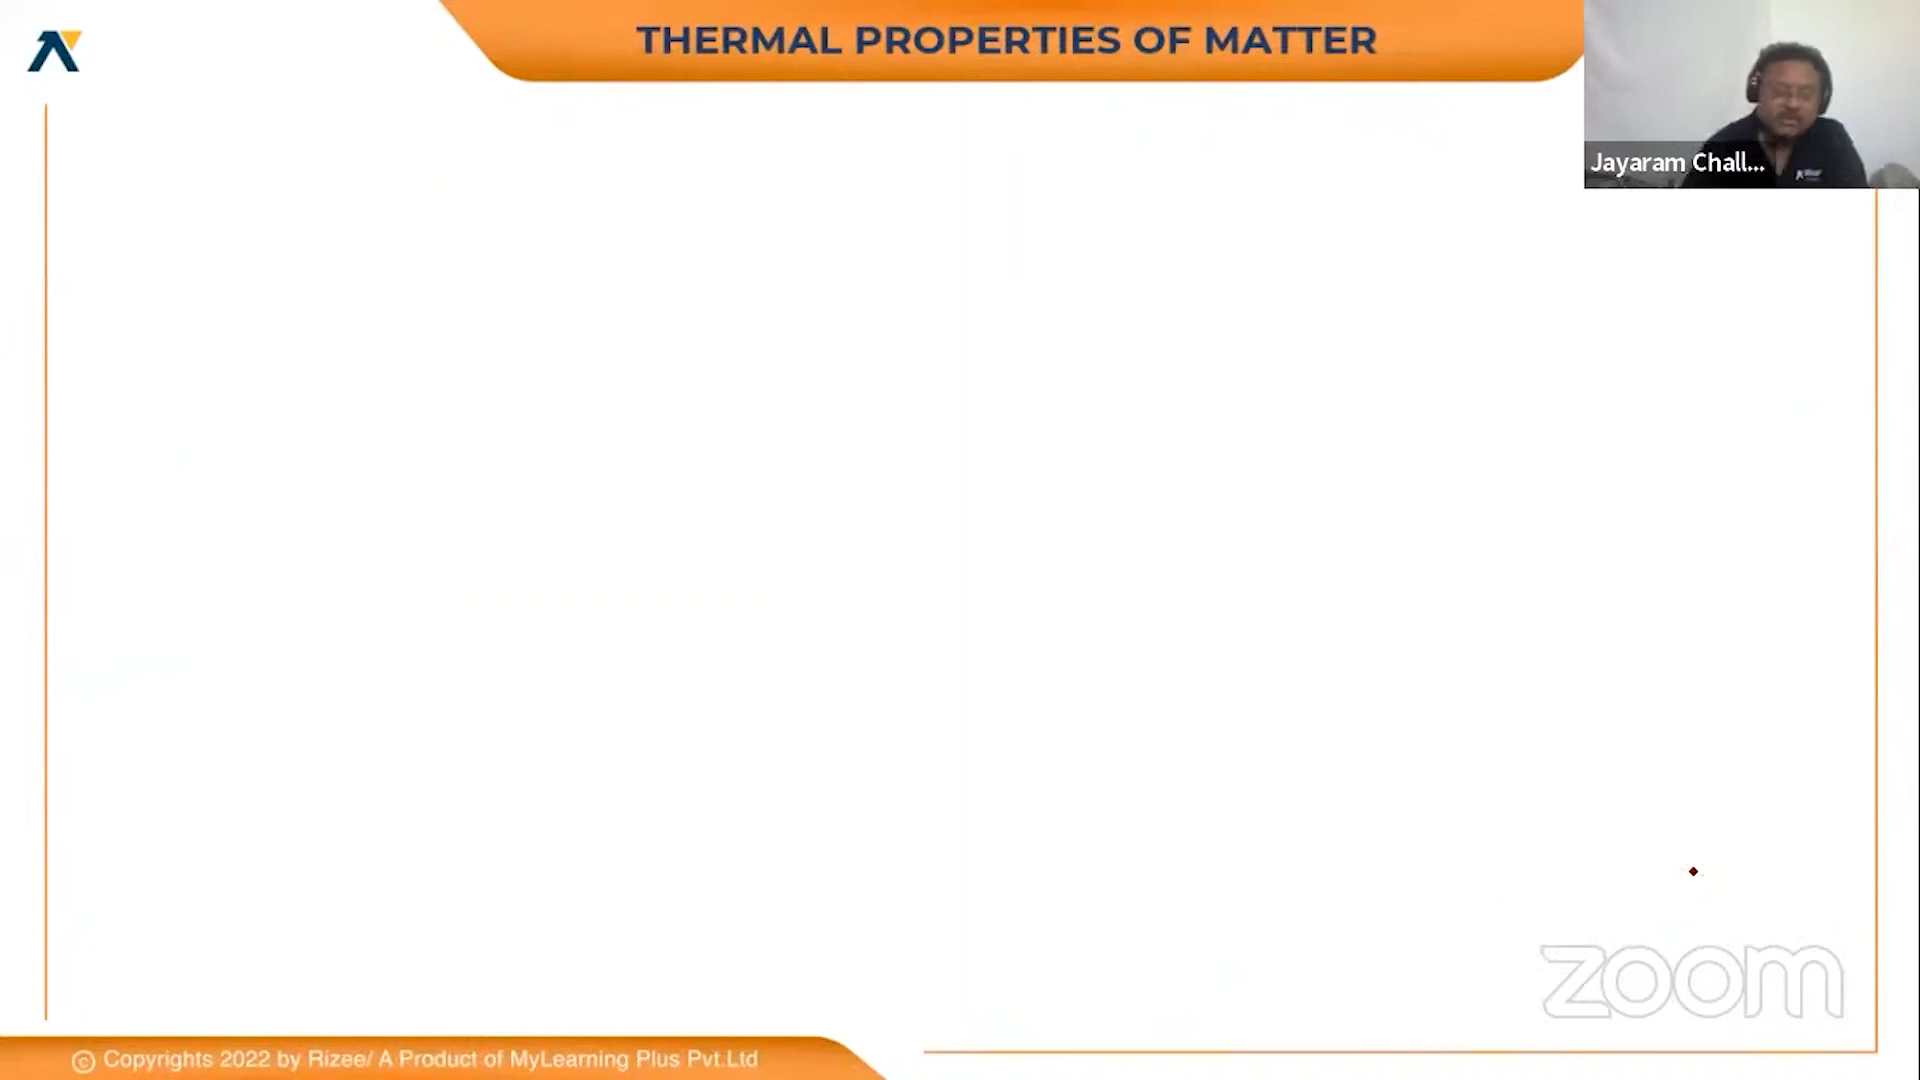 THERMAL PROPERTIES OF MATTER
Jayaram Chall...
zoom
© Copyrights 2022 by Rizee/ A Product of MyLearning Plus Pvt.Ltd